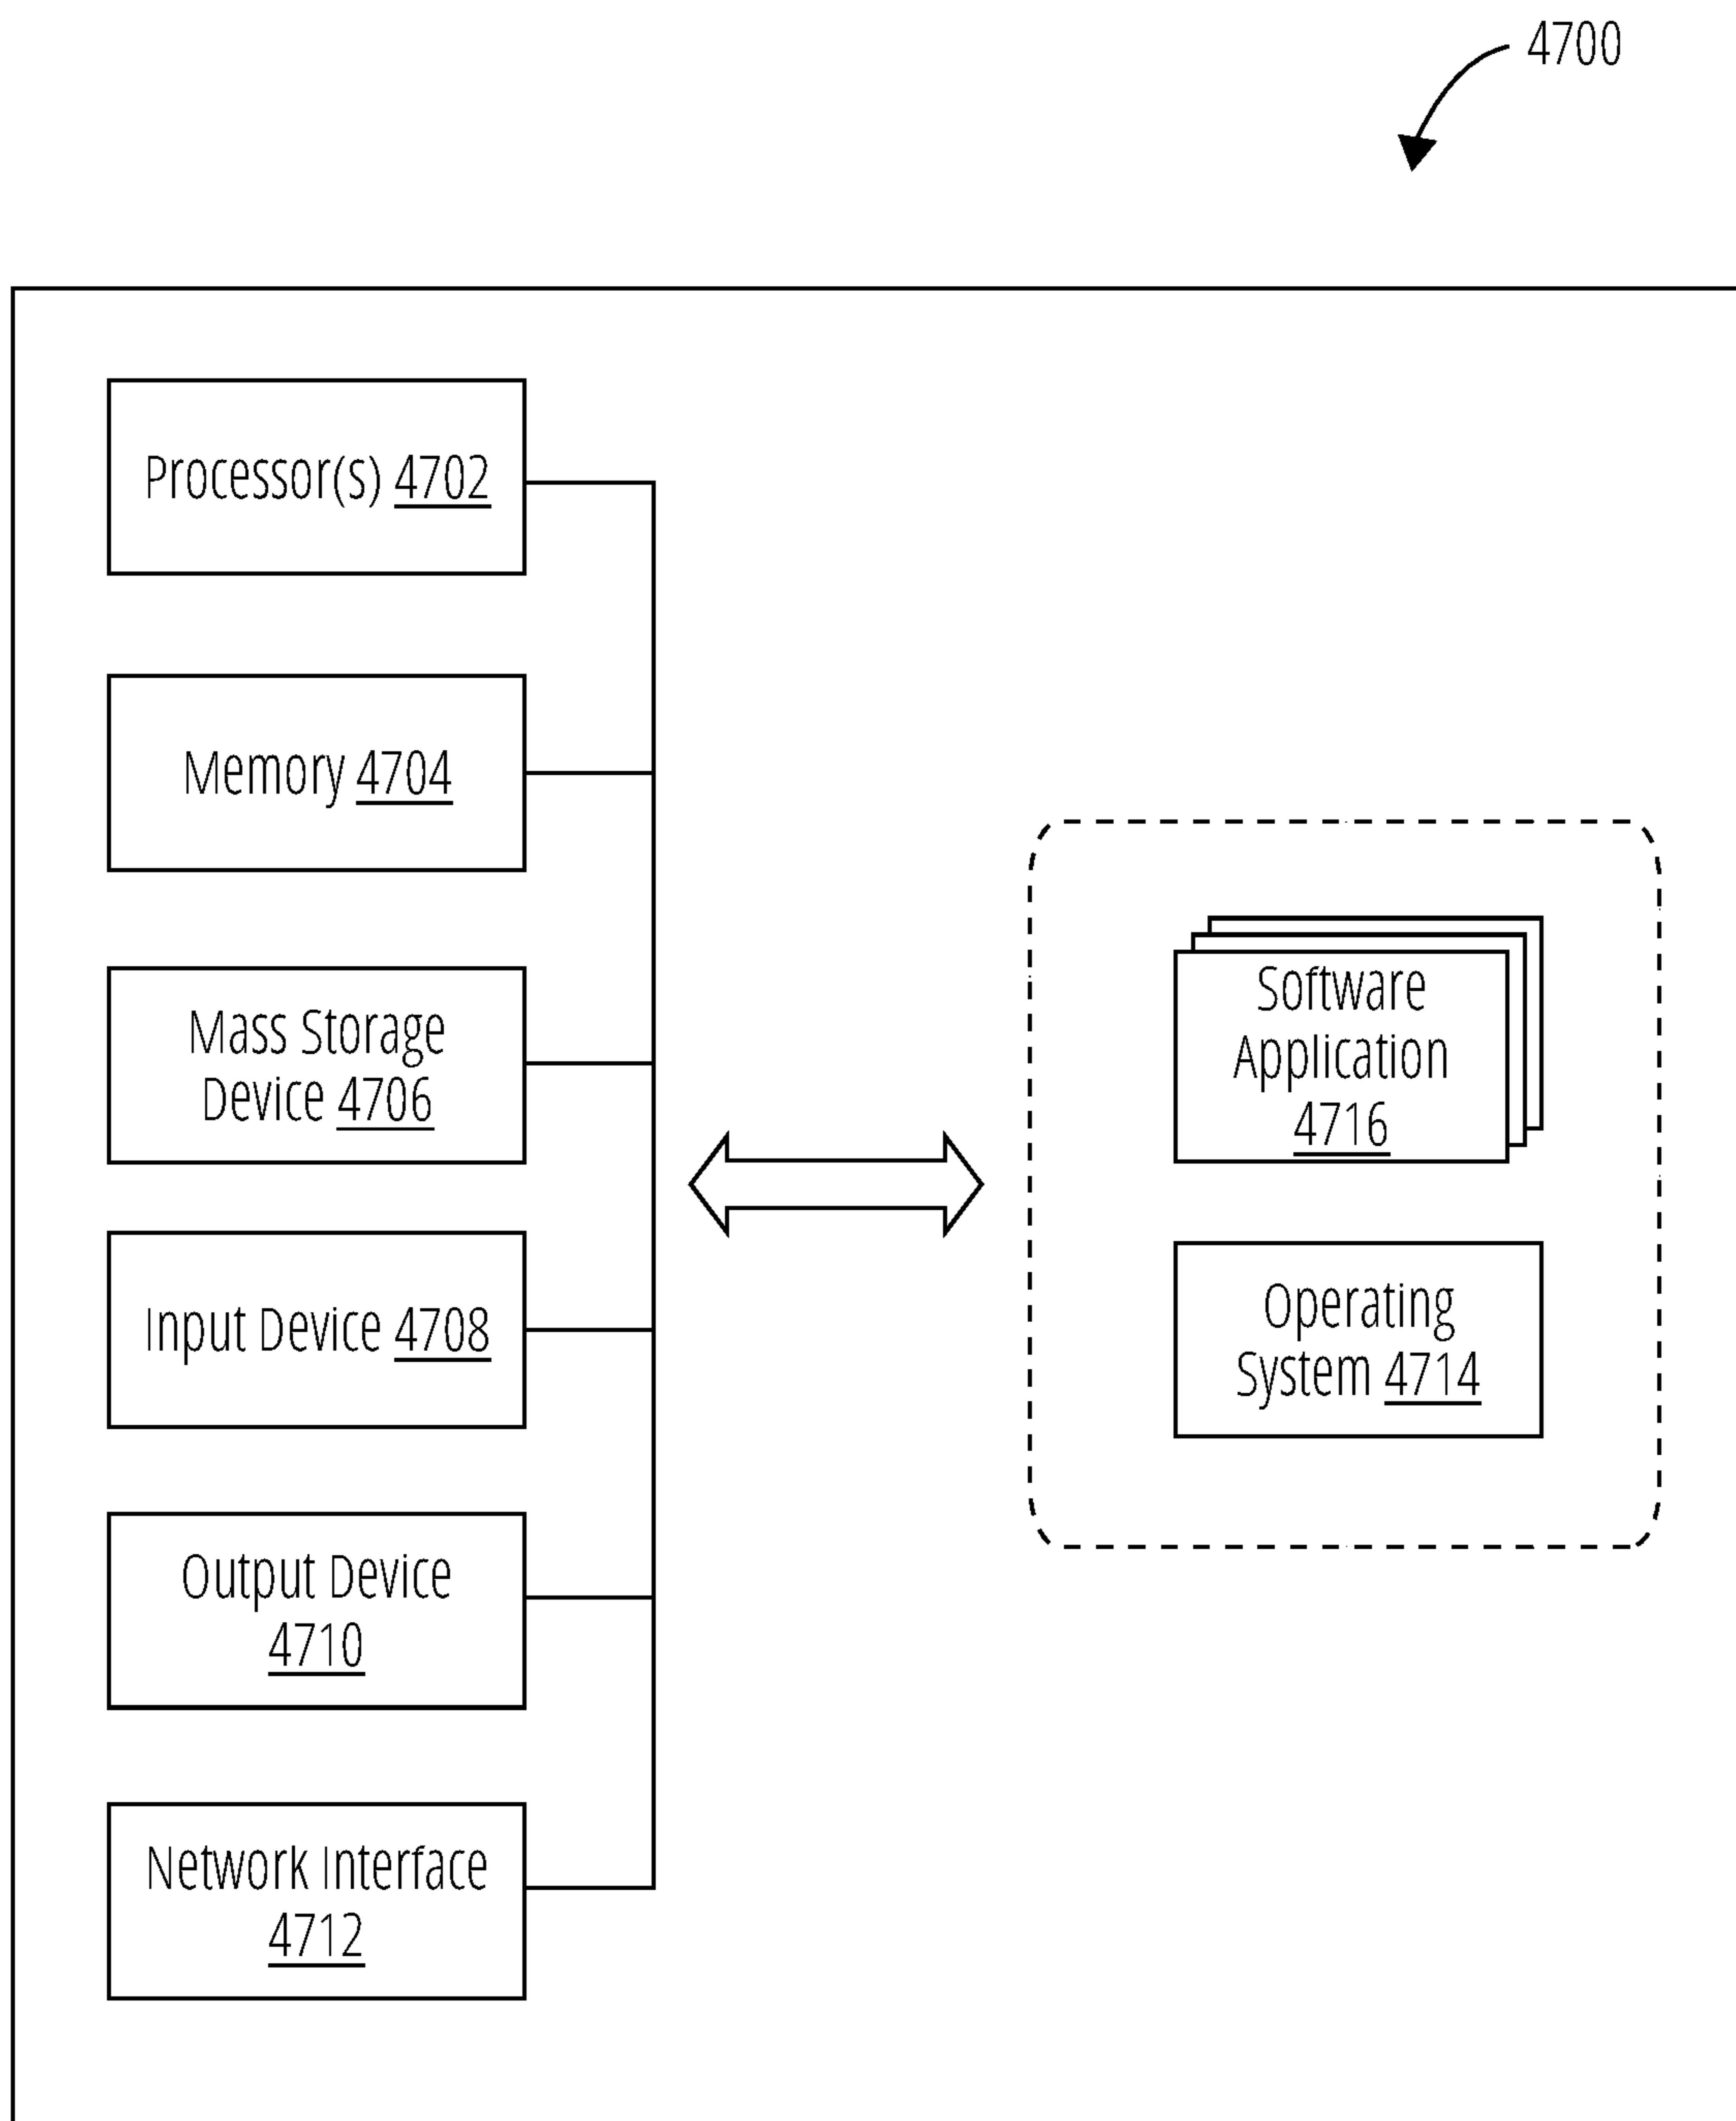 4700
Processor(s) 4702
Memory 4704
Mass Storage
Device 4706
Input Device 4708
Output Device
4710
Network Interface
4712
Software
Application
4716
Operating
System 4714